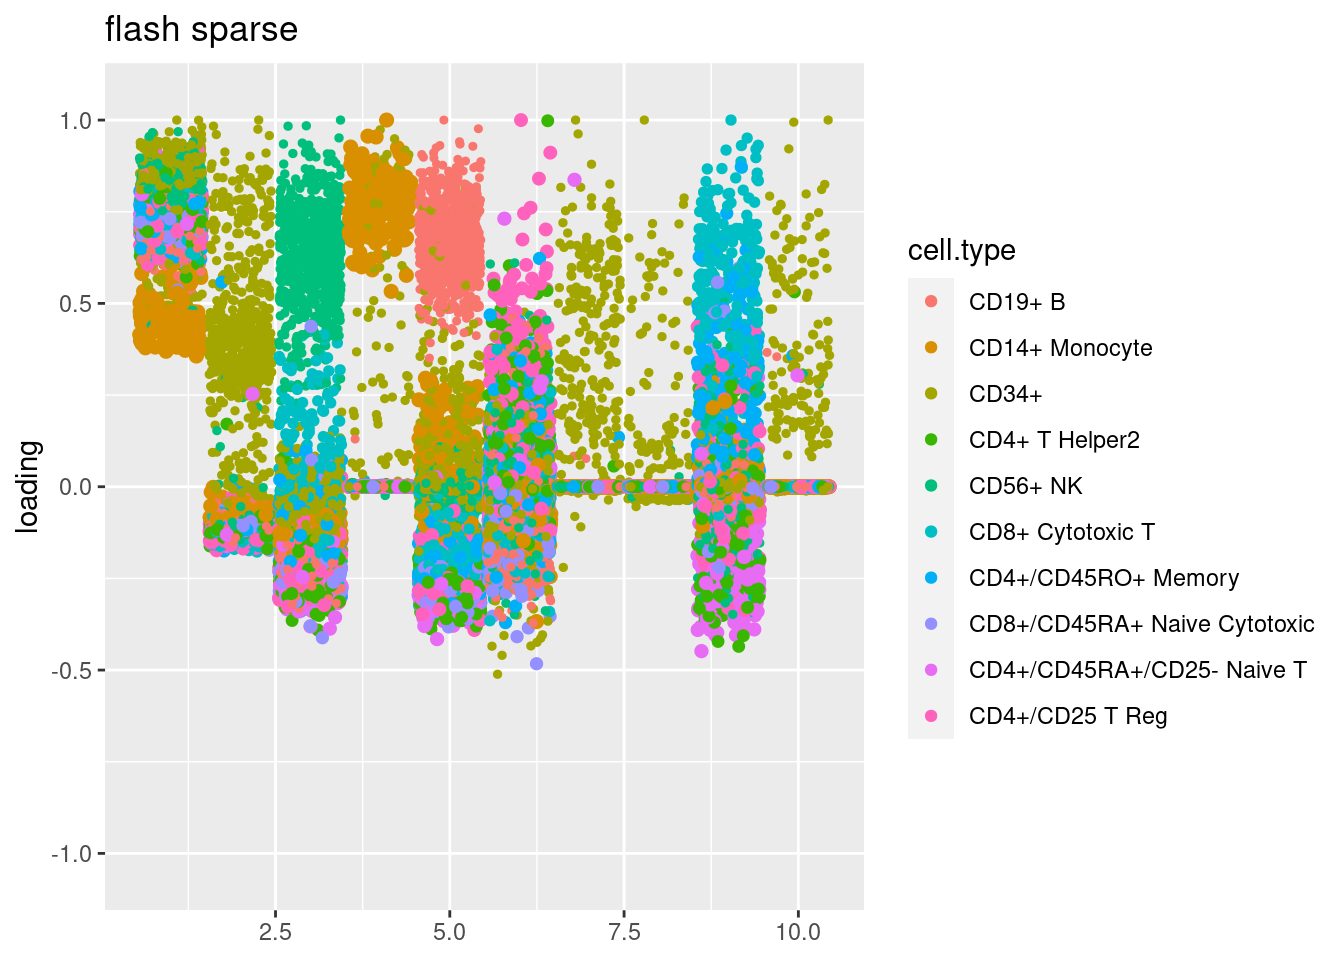 flash sparse
1.0
0.5
0.0
-0.5
-1.0
loading
2.5
5.0
7.5
10.0
cell.type
CD19+ B
CD14+ Monocyte
CD34+
CD4+ T Helper2
CD56+ NK
CD8+ Cytotoxic T
CD4+/CD45RO+ Memory
CD8+/CD45RA+ Naive Cytotoxic
CD4+/CD45RA+/CD25- Naive T
CD4+/CD25 T Reg